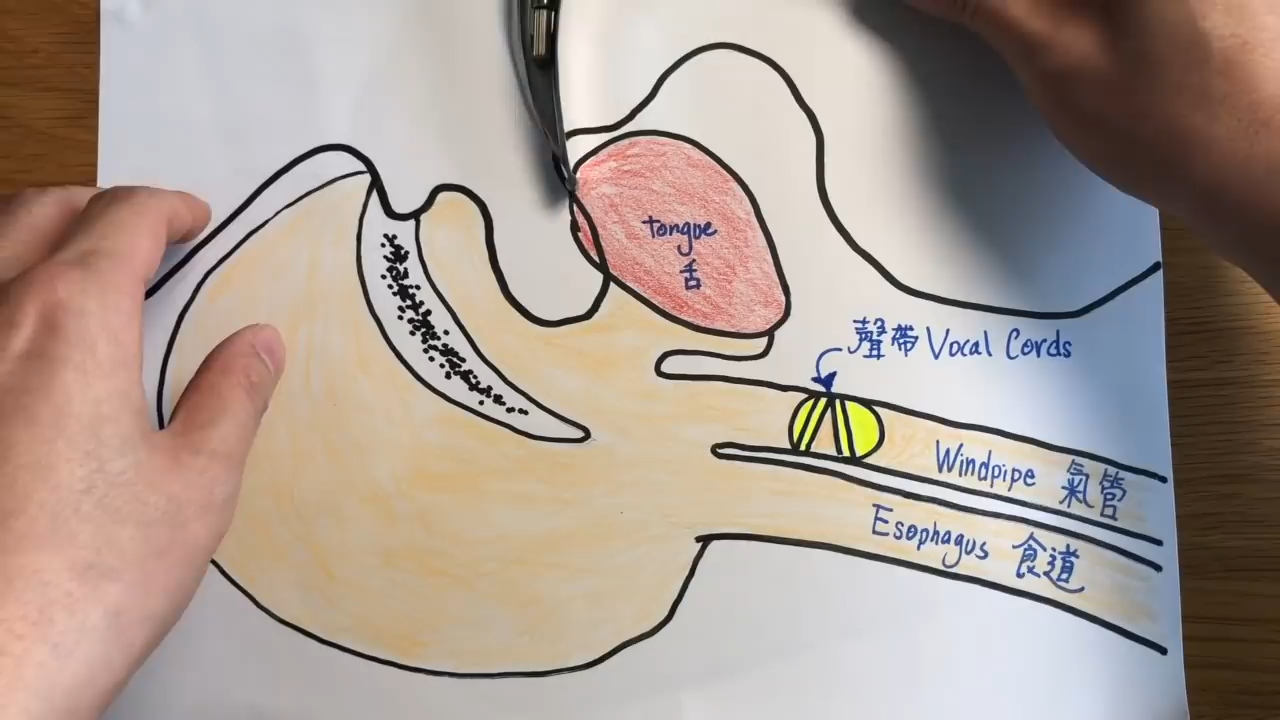 tongue
舌
聲帶 Vocal Cords
Windpipe 氣管
Esophagus 食道